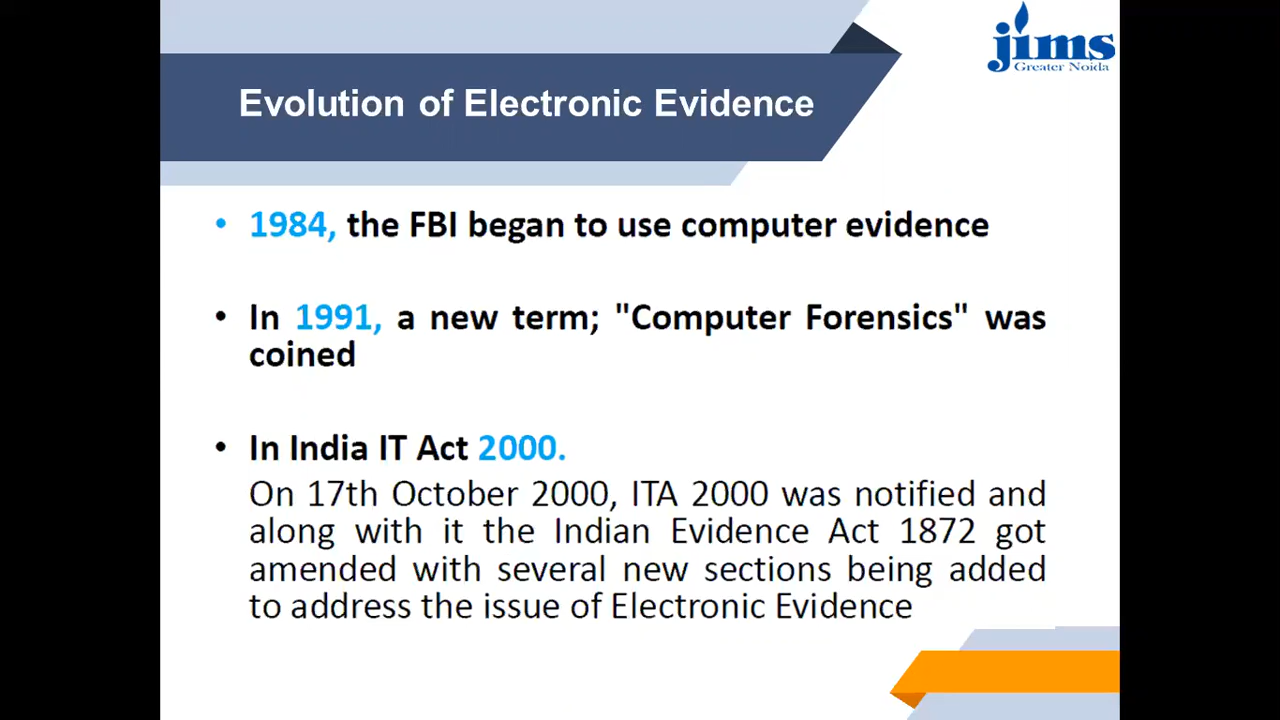 jims
Greater Noida
Evolution of Electronic Evidence
• 1984, the FBI began to use computer evidence
• In 1991, a new term; "Computer Forensics" was
coined
• In India IT Act 2000.
On 17th October 2000, ITA 2000 was notified and
along with it the Indian Evidence Act 1872 got
amended with several new sections being added
to address the issue of Electronic Evidence